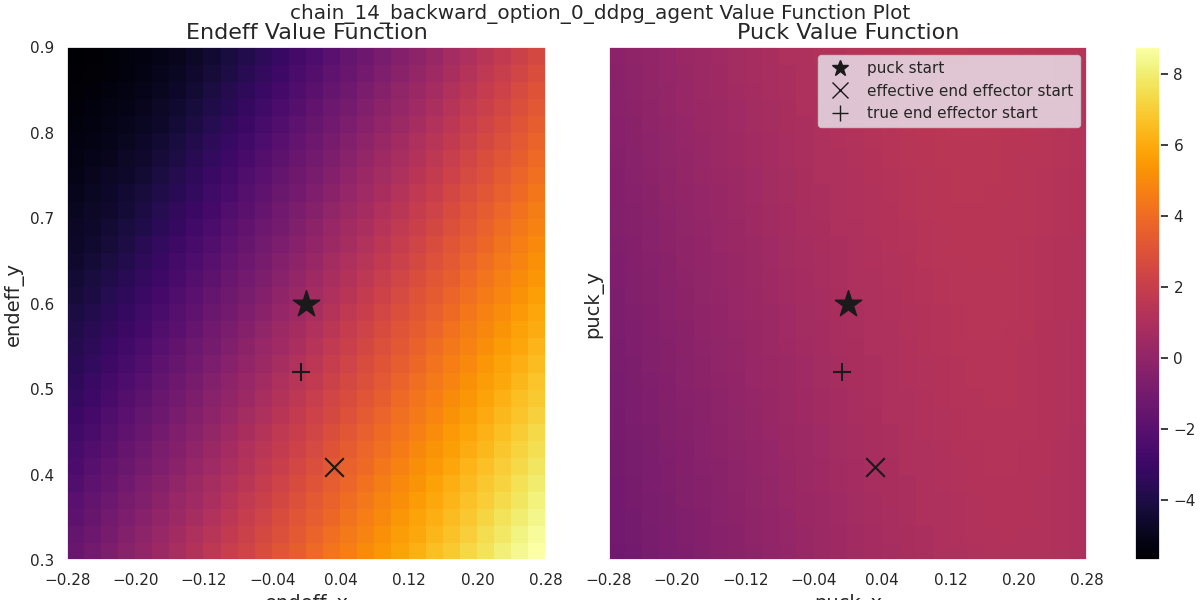 chain_14_backward_option_0_ddpg_agent Value Function Plot
Endeff Value Function
Puck Value Function
puck start
effective end effector start
true end effector start
endeff_y
0.9
0.8
0.7
0.6
0.5
0.4
0.3
−0.28 −0.20 −0.12 −0.04 0.04 0.12 0.20 0.28
endeff_x
puck_y
−0.28 −0.20 −0.12 −0.04 0.04 0.12 0.20 0.28
puck_x
8
6
4
2
0
−2
−4